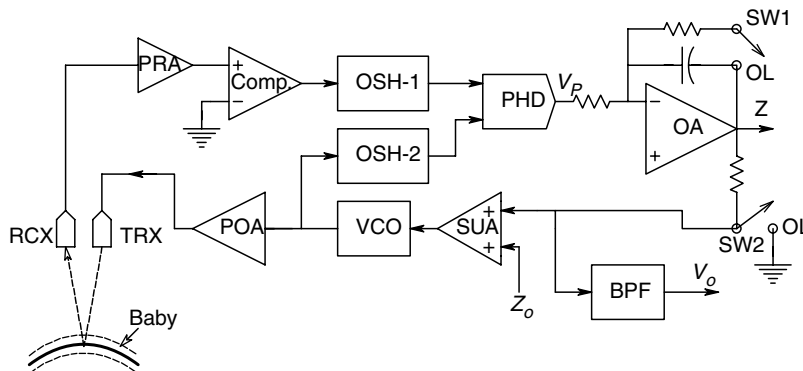 SW1
PRA
+
−
Comp.
OSH-1
PHD
V_P
OL
−
OA
+
Z
OSH-2
RCX
TRX
POA
VCO
SUA
+
+
SW2
OL
Z_o
BPF
V_o
Baby